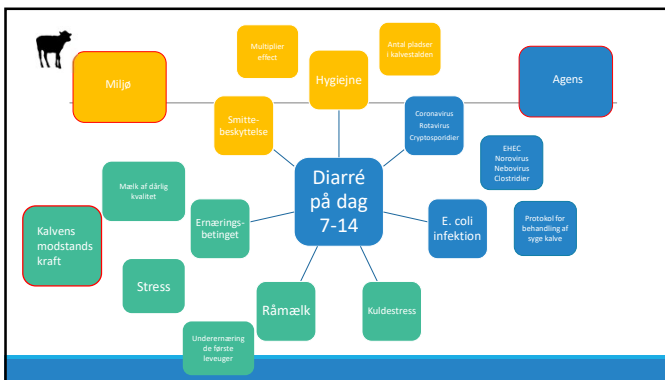 Multiplier
effect
Antal pladser
i kalvestalden
Miljø
Hygiejne
Agens
Smitte-
beskyttelse
Coronavirus
Rotavirus
Cryptosporidier
EHEC
Norovirus
Nebovirus
Clostridier
Diarré
på dag
7-14
Mælk af dårlig
kvalitet
Ernærings-
betinget
E. coli
infektion
Protokol for
behandling af
syge kalve
Kalvens
modstands
kraft
Stress
Råmælk
Kuldestress
Underernæring
de første
leveuger